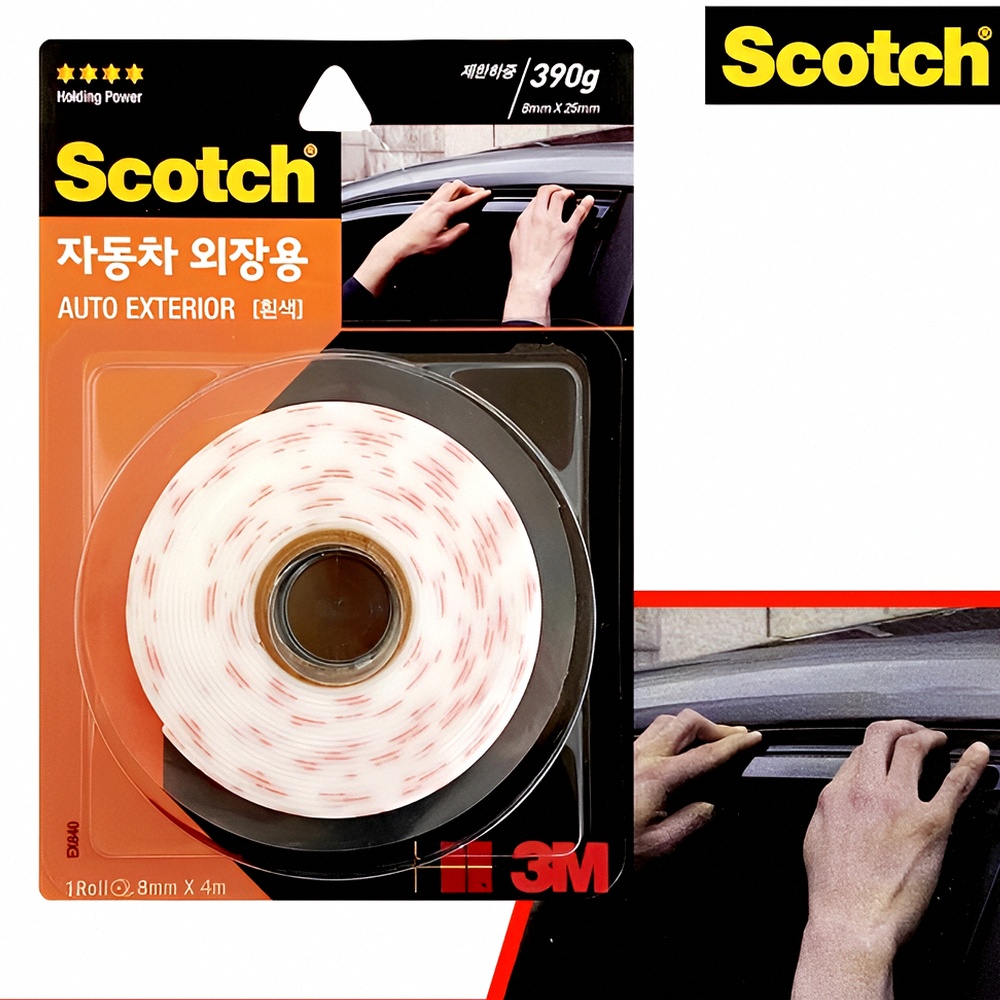 Scotch®
Holding Power
제한하중 390g
8mm X 25mm
Scotch®
자동차 외장용
AUTO EXTERIOR [흰색]
EX840
1Roll 8mm X 4m
3M